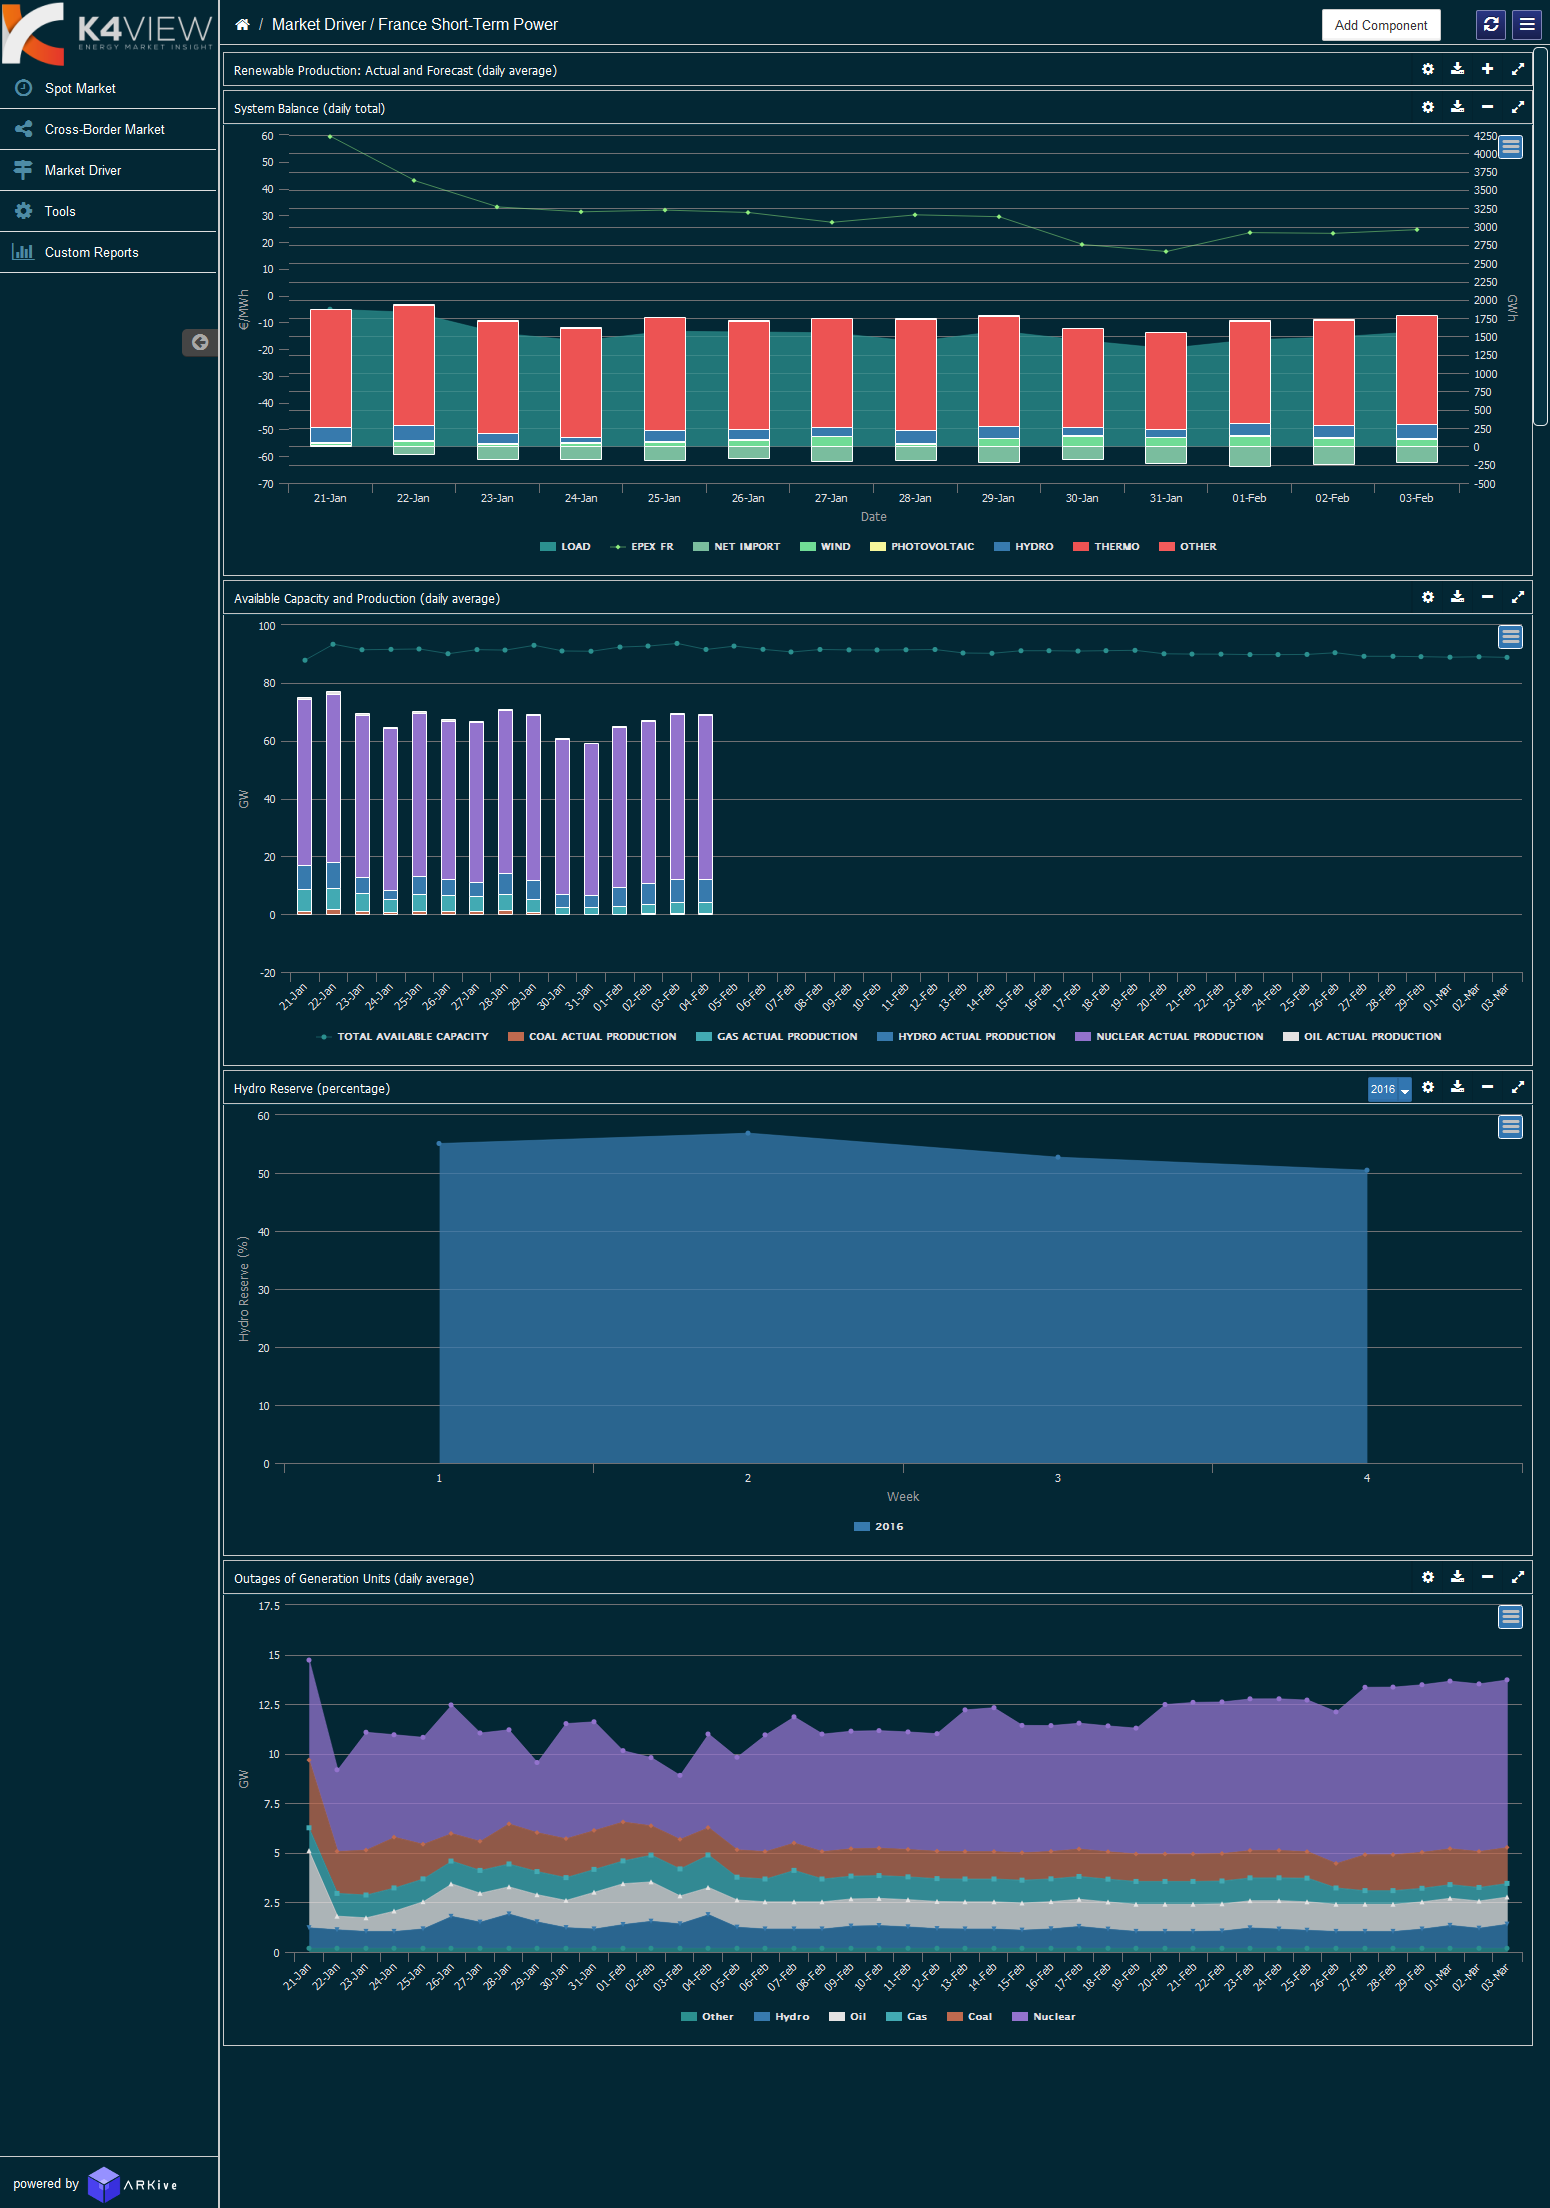 K4VIEW
ENERGY MARKET INSIGHT
Spot Market
Cross-Border Market
Market Driver
Tools
Custom Reports
/ Market Driver / France Short-Term Power
Add Component
Renewable Production: Actual and Forecast (daily average)
System Balance (daily total)
60
50
40
30
20
10
0
-10
-20
-30
-40
-50
-60
-70
€/MWh
4250
4000
3750
3500
3250
3000
2750
2500
2250
2000
1750
1500
1250
1000
750
500
250
0
-250
-500
GWh
21-Jan 22-Jan 23-Jan 24-Jan 25-Jan 26-Jan 27-Jan 28-Jan 29-Jan 30-Jan 31-Jan 01-Feb 02-Feb 03-Feb
Date
LOAD EPEX FR NET IMPORT WIND PHOTOVOLTAIC HYDRO THERMO OTHER
Available Capacity and Production (daily average)
100
80
60
40
20
0
-20
GW
21-Jan 22-Jan 23-Jan 24-Jan 25-Jan 26-Jan 27-Jan 28-Jan 29-Jan 30-Jan 31-Jan 01-Feb 02-Feb 03-Feb 04-Feb 05-Feb 06-Feb 07-Feb 08-Feb 09-Feb 10-Feb 11-Feb 12-Feb 13-Feb 14-Feb 15-Feb 16-Feb 17-Feb 18-Feb 19-Feb 20-Feb 21-Feb 22-Feb 23-Feb 24-Feb 25-Feb 26-Feb 27-Feb 28-Feb 29-Feb 01-Mar 02-Mar 03-Mar
TOTAL AVAILABLE CAPACITY COAL ACTUAL PRODUCTION GAS ACTUAL PRODUCTION HYDRO ACTUAL PRODUCTION NUCLEAR ACTUAL PRODUCTION OIL ACTUAL PRODUCTION
Hydro Reserve (percentage)
2016
60
50
40
30
20
10
0
Hydro Reserve (%)
1 2 3 4
Week
2016
Outages of Generation Units (daily average)
17.5
15
12.5
10
7.5
5
2.5
0
GW
21-Jan 22-Jan 23-Jan 24-Jan 25-Jan 26-Jan 27-Jan 28-Jan 29-Jan 30-Jan 31-Jan 01-Feb 02-Feb 03-Feb 04-Feb 05-Feb 06-Feb 07-Feb 08-Feb 09-Feb 10-Feb 11-Feb 12-Feb 13-Feb 14-Feb 15-Feb 16-Feb 17-Feb 18-Feb 19-Feb 20-Feb 21-Feb 22-Feb 23-Feb 24-Feb 25-Feb 26-Feb 27-Feb 28-Feb 29-Feb 01-Mar 02-Mar 03-Mar
Other Hydro Oil Gas Coal Nuclear
powered by ARKive